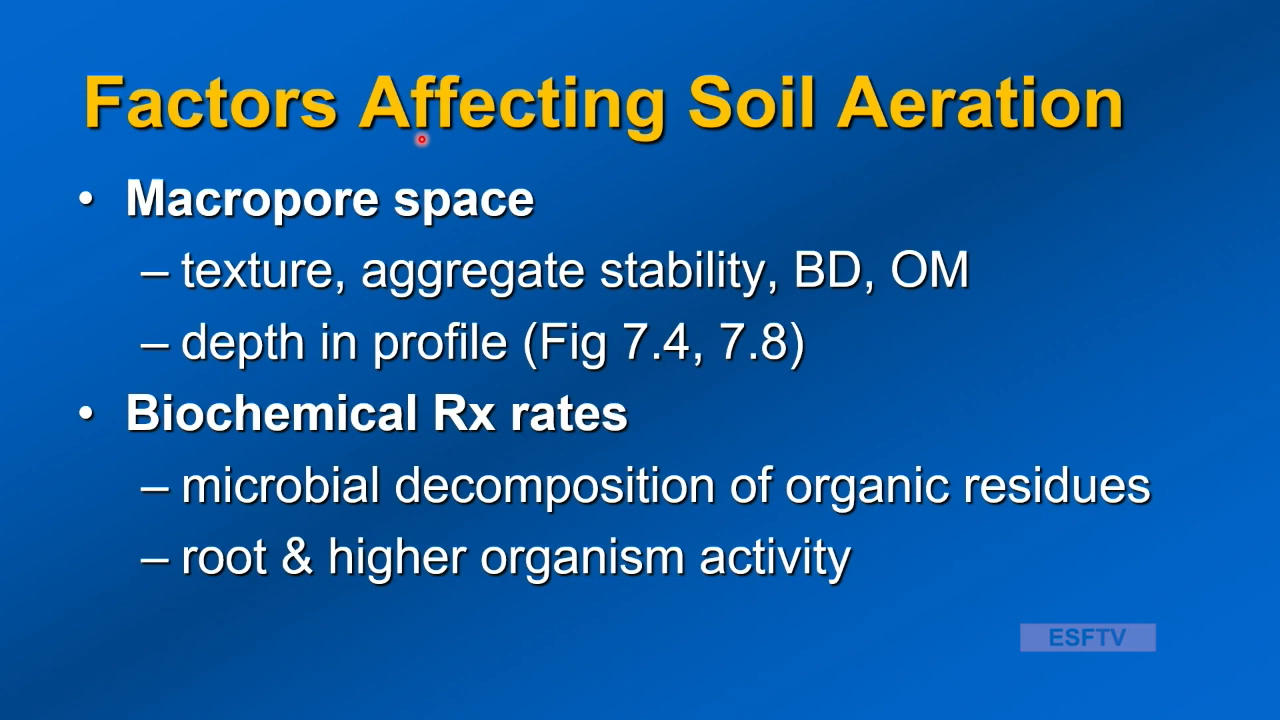 Factors Affecting Soil Aeration
• Macropore space
– texture, aggregate stability, BD, OM
– depth in profile (Fig 7.4, 7.8)
• Biochemical Rx rates
– microbial decomposition of organic residues
– root & higher organism activity
ESFTV